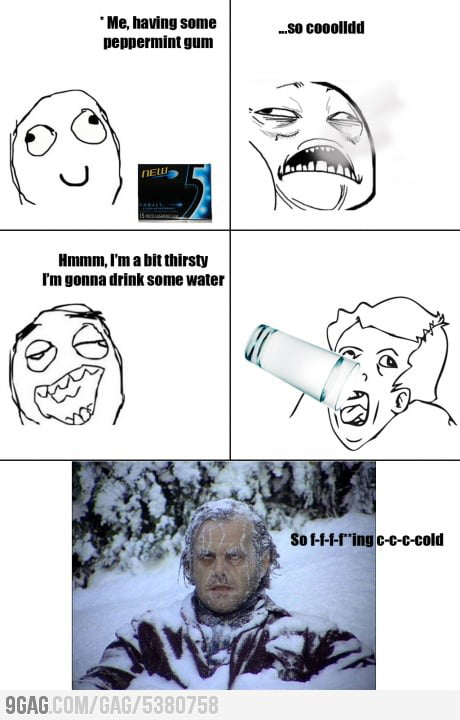 * Me, having some
peppermint gum
...so cooolldd
NEW
5
COBALT
Hmmm, I'm a bit thirsty
I'm gonna drink some water
So f-f-f-f**ing c-c-c-cold
9GAG.COM/GAG/5380758